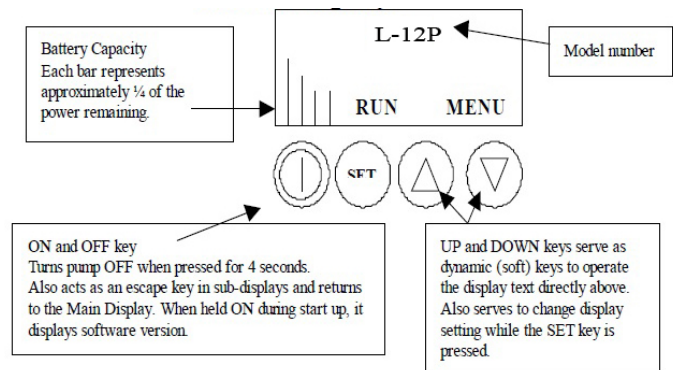 L-12P
Battery Capacity
Each bar represents
approximately ¼ of the
power remaining.
Model number
RUN MENU
SET
ON and OFF key
Turns pump OFF when pressed for 4 seconds.
Also acts as an escape key in sub-displays and returns
to the Main Display. When held ON during start up, it
displays software version.
UP and DOWN keys serve as
dynamic (soft) keys to operate
the display text directly above.
Also serves to change display
setting while the SET key is
pressed.